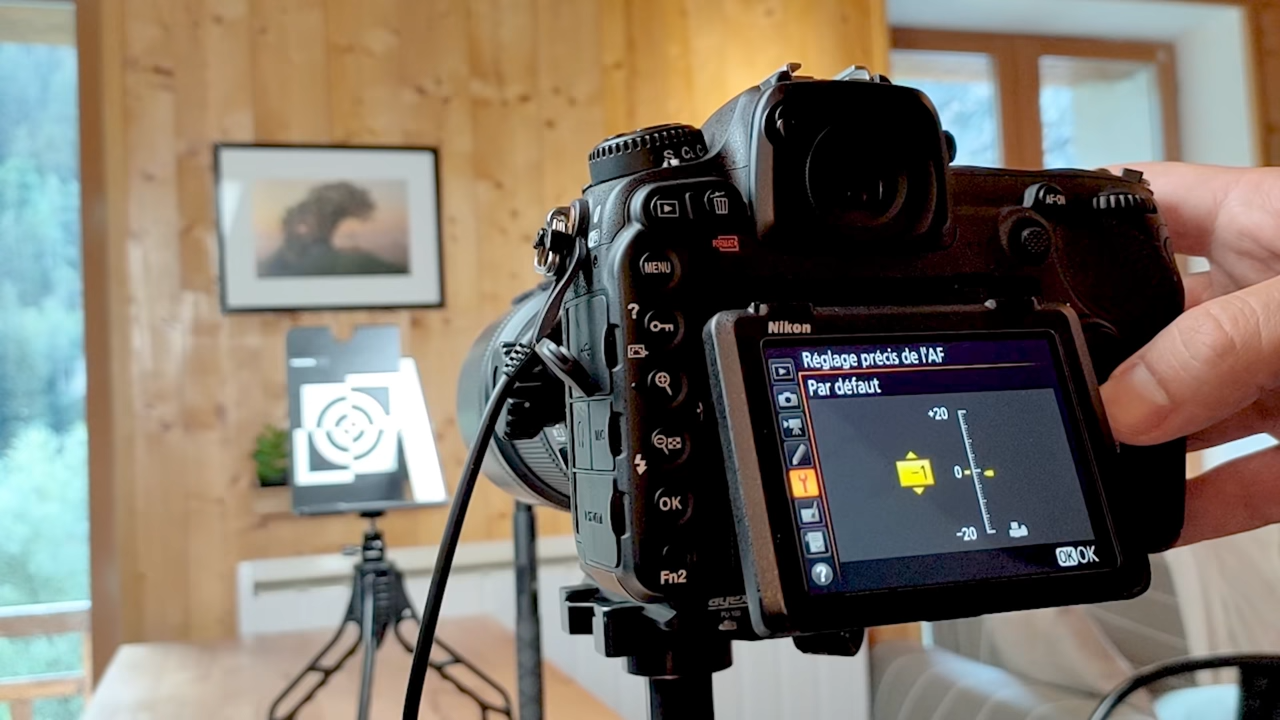 S CL C
AF-ON
FORMAT
MENU
?
OK
Fn2
Nikon
Réglage précis de l'AF
Par défaut
+20
-1
0
-20
?
OK OK